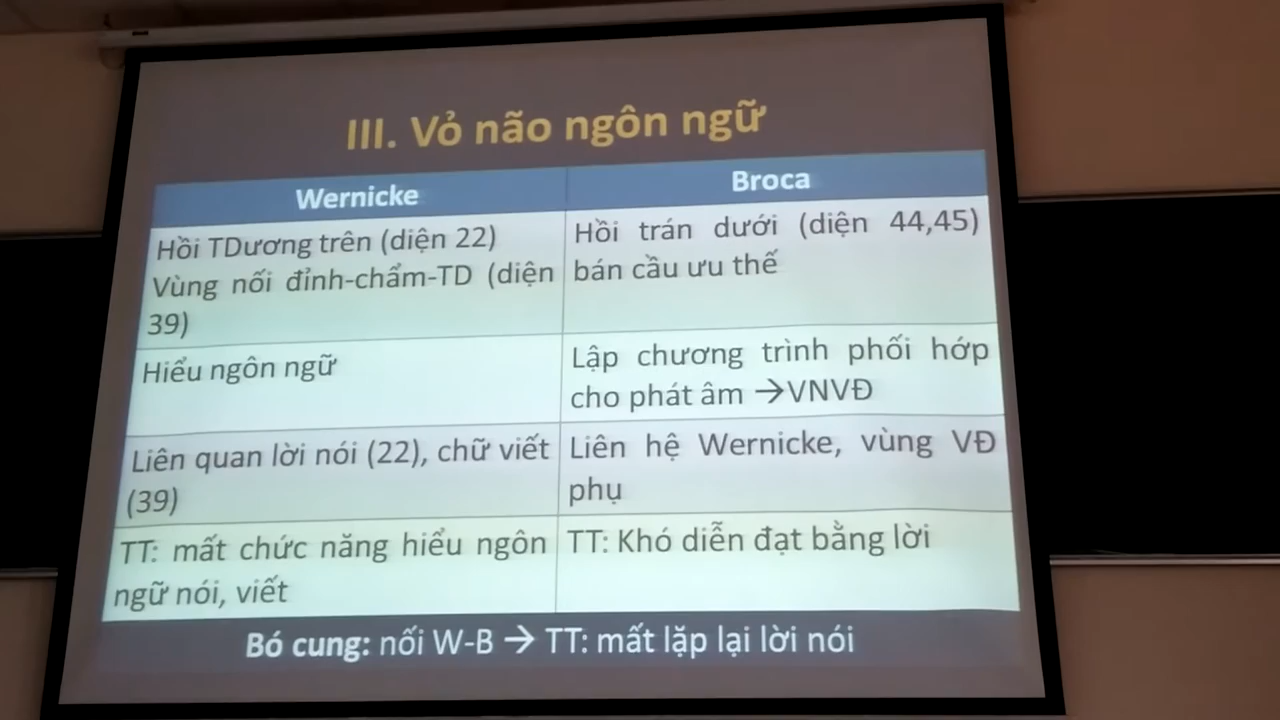 III. Vỏ não ngôn ngữ
Wernicke
Broca
Hồi TDương trên (diện 22)
Vùng nối đỉnh-chẩm-TD (diện
39)
Hồi trán dưới (diện 44,45)
bán cầu ưu thế
Hiểu ngôn ngữ
Lập chương trình phối hớp
cho phát âm →VNVĐ
Liên quan lời nói (22), chữ viết
(39)
Liên hệ Wernicke, vùng VĐ
phụ
TT: mất chức năng hiểu ngôn
ngữ nói, viết
TT: Khó diễn đạt bằng lời
Bó cung: nối W-B → TT: mất lặp lại lời nói